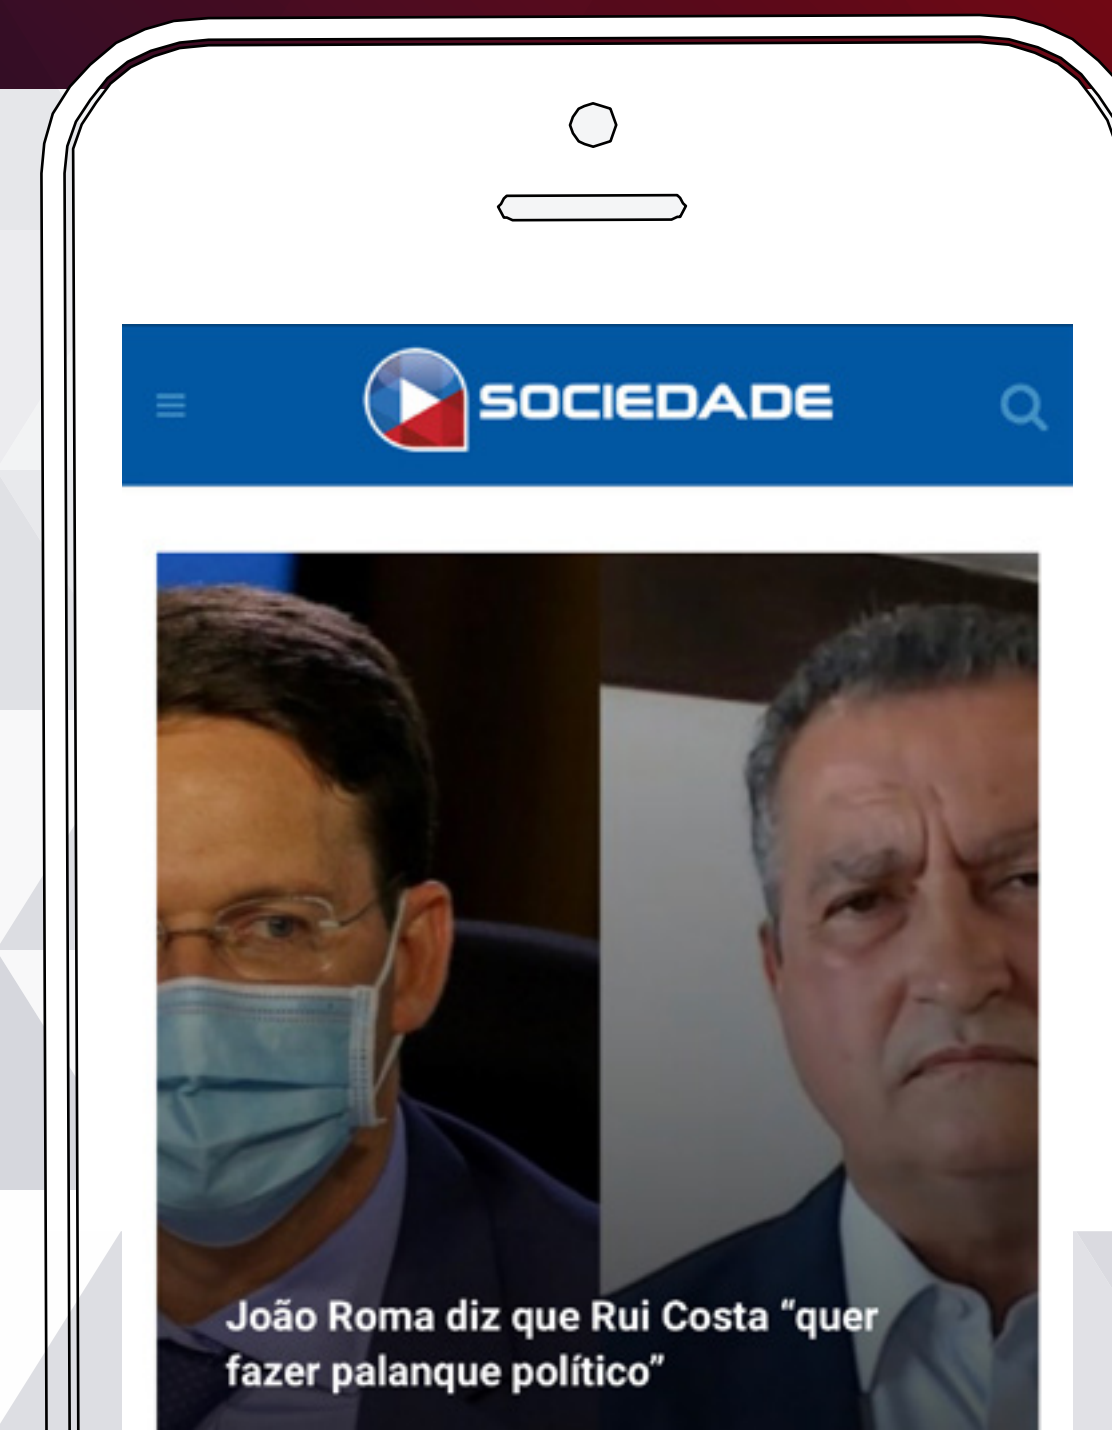 SOCIEDADE
João Roma diz que Rui Costa “quer
fazer palanque político”